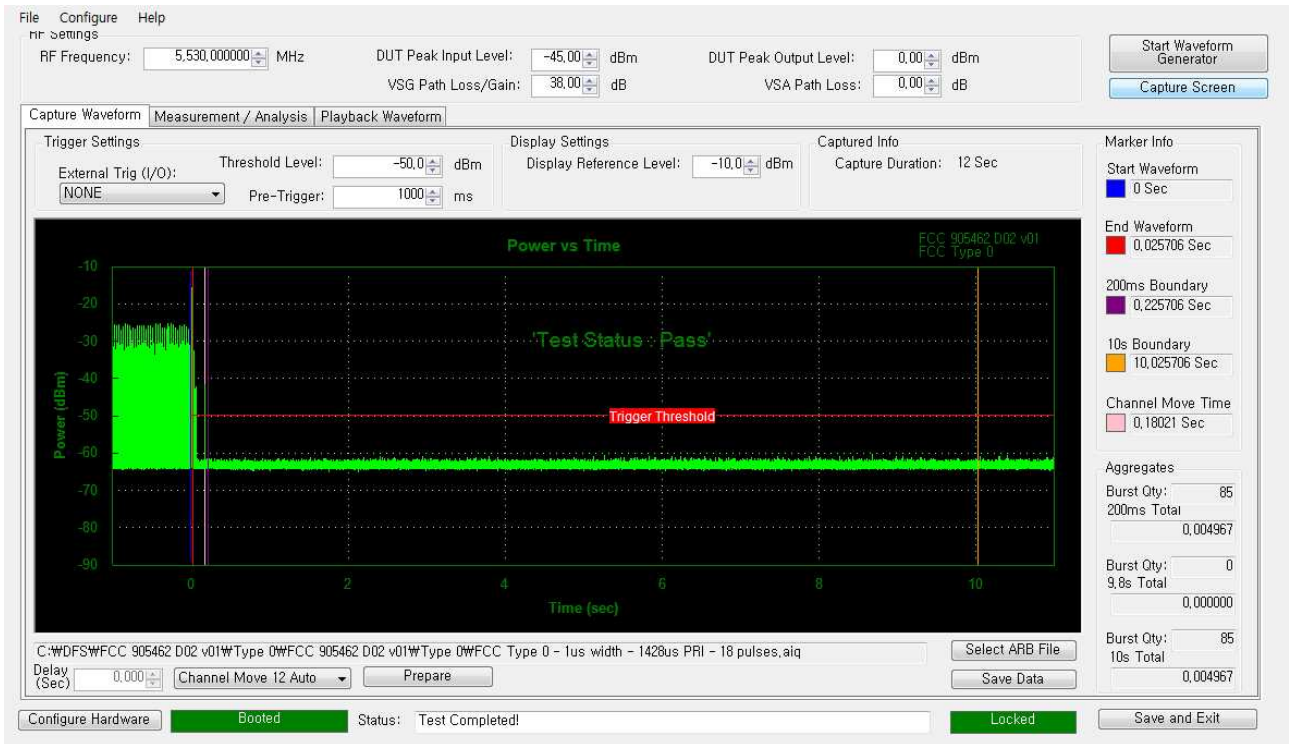 File Configure Help
RF Settings
RF Frequency: 5,530,000000 MHz DUT Peak Input Level: -45,00 dBm DUT Peak Output Level: 0,00 dBm
VSG Path Loss/Gain: 38,00 dB VSA Path Loss: 0,00 dB
Start Waveform
Generator
Capture Screen
Capture Waveform Measurement / Analysis Playback Waveform
Trigger Settings
External Trig (I/O):
NONE
Threshold Level: -50,0 dBm
Pre-Trigger: 1000 ms
Display Settings
Display Reference Level: -10,0 dBm
Captured Info
Capture Duration: 12 Sec
Power vs Time
FCC 905462 D02 v01
FCC Type 0
'Test Status : Pass'
Trigger Threshold
Power (dBm)
-10
-20
-30
-40
-50
-60
-70
-80
-90
0 2 4 6 8 10
Time (sec)
Marker Info
Start Waveform
0 Sec
End Waveform
0,025706 Sec
200ms Boundary
0,225706 Sec
10s Boundary
10,025706 Sec
Channel Move Time
0,18021 Sec
Aggregates
Burst Qty: 85
200ms Total
0,004967
Burst Qty: 0
9,8s Total
0,000000
Burst Qty: 85
10s Total
0,004967
C:₩DFS₩FCC 905462 D02 v01₩Type 0₩FCC 905462 D02 v01₩Type 0₩FCC Type 0 - 1us width - 1428us PRI - 18 pulses,aiq
Select ARB File
Delay
(Sec) 0,000 Channel Move 12 Auto Prepare Save Data
Configure Hardware Booted Status: Test Completed! Locked Save and Exit